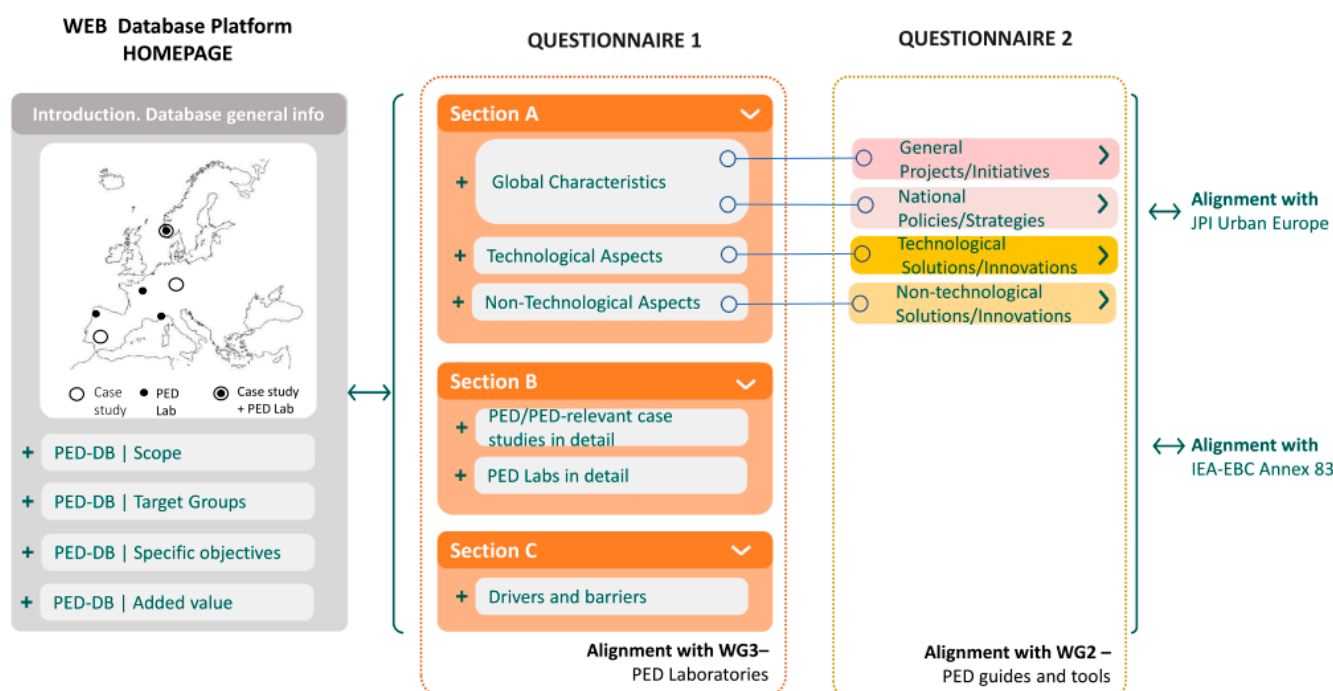 WEB Database Platform
HOMEPAGE
Introduction. Database general info
Case
study
PED
Lab
Case study
+ PED Lab
+ PED-DB | Scope
+ PED-DB | Target Groups
+ PED-DB | Specific objectives
+ PED-DB | Added value
QUESTIONNAIRE 1
Section A
+ Global Characteristics
+ Technological Aspects
+ Non-Technological Aspects
Section B
+ PED/PED-relevant case
studies in detail
+ PED Labs in detail
Section C
+ Drivers and barriers
Alignment with WG3–
PED Laboratories
QUESTIONNAIRE 2
General
Projects/Initiatives
National
Policies/Strategies
Technological
Solutions/Innovations
Non-technological
Solutions/Innovations
Alignment with WG2 –
PED guides and tools
Alignment with
JPI Urban Europe
Alignment with
IEA-EBC Annex 83